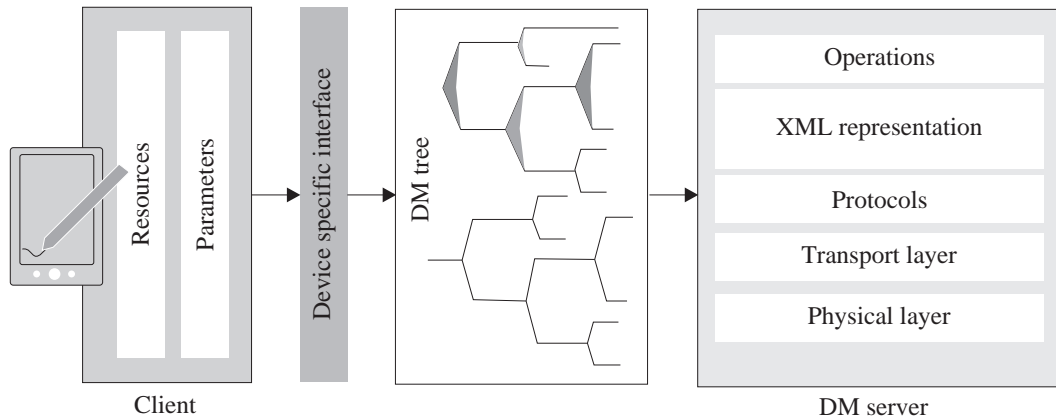 Resources
Parameters
Client
Device specific interface
DM tree
Operations
XML representation
Protocols
Transport layer
Physical layer
DM server